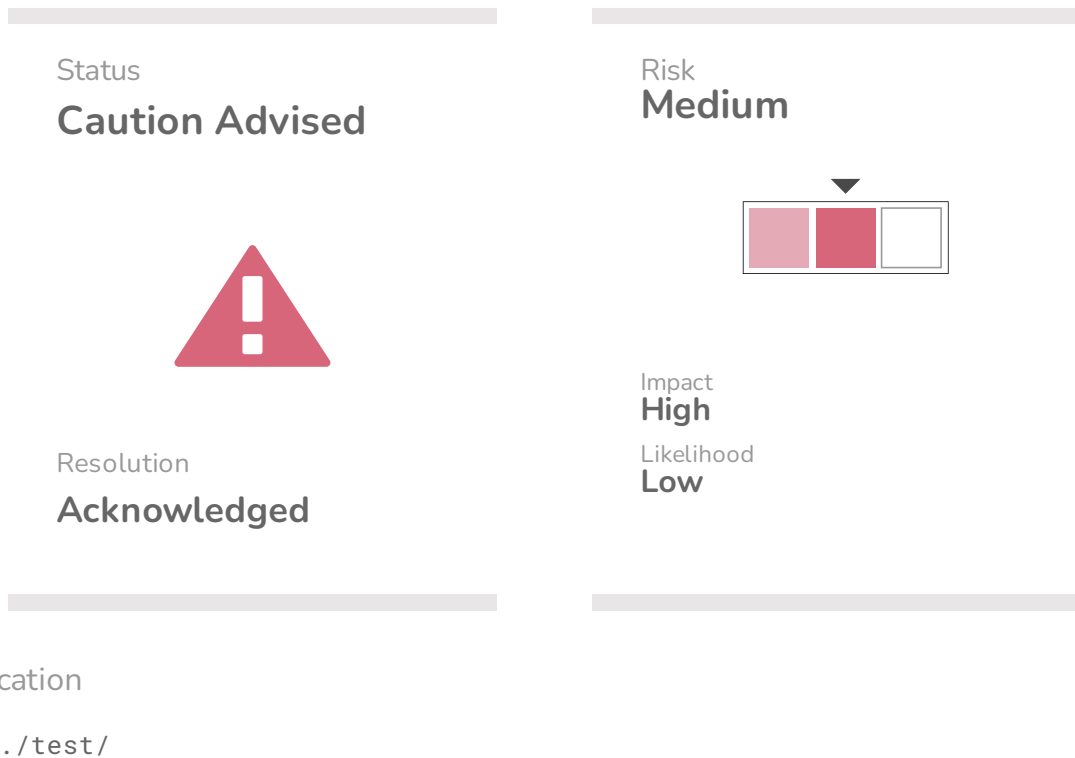 Status
Caution Advised
Resolution
Acknowledged
Risk
Medium
Impact
High
Likelihood
Low
cation
./test/